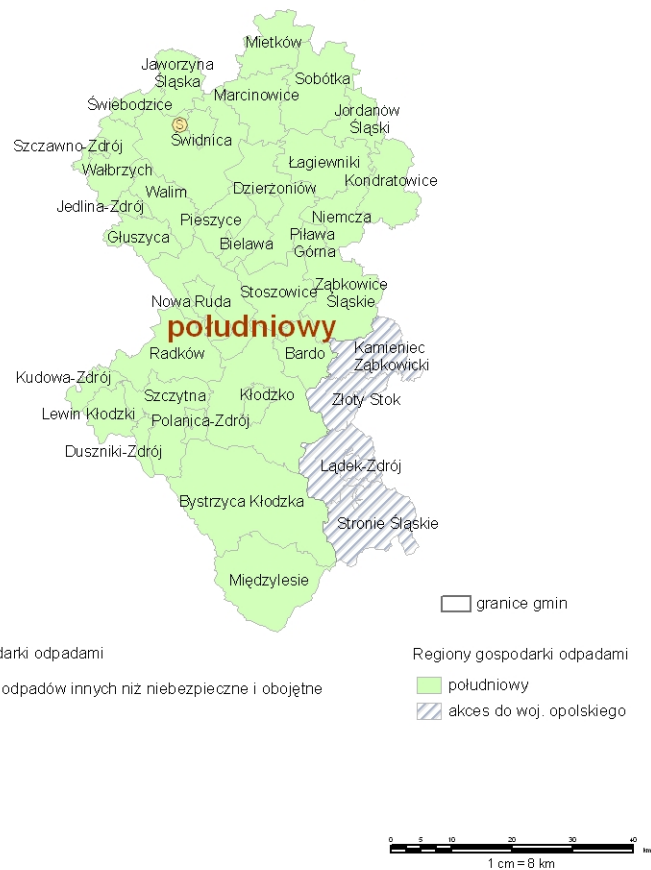 Mietków
Jaworzyna
Śląska
Sobótka
Marcinowice
Świebodzice
Jordanów
Śląski
S
Świdnica
Szczawno-Zdrój
Łagiewniki
Wałbrzych
Kondratowice
Walim
Dzierżoniów
Jedlina-Zdrój
Pieszyce
Niemcza
Głuszyca
Bielawa
Piława
Górna
Stoszowice
Ząbkowice
Śląskie
Nowa Ruda
południowy
Radków
Bardo
Kamieniec
Ząbkowicki
Kudowa-Zdrój
Szczytna
Kłodzko
Złoty Stok
Lewin Kłodzki
Polanica-Zdrój
Duszniki-Zdrój
Lądek-Zdrój
Bystrzyca Kłodzka
Stronie Śląskie
Międzylesie
granice gmin
darki odpadami
odpadów innych niż niebezpieczne i obojętne
Regiony gospodarki odpadami
południowy
akces do woj. opolskiego
0 5 10 20 30 40
km
1 cm = 8 km